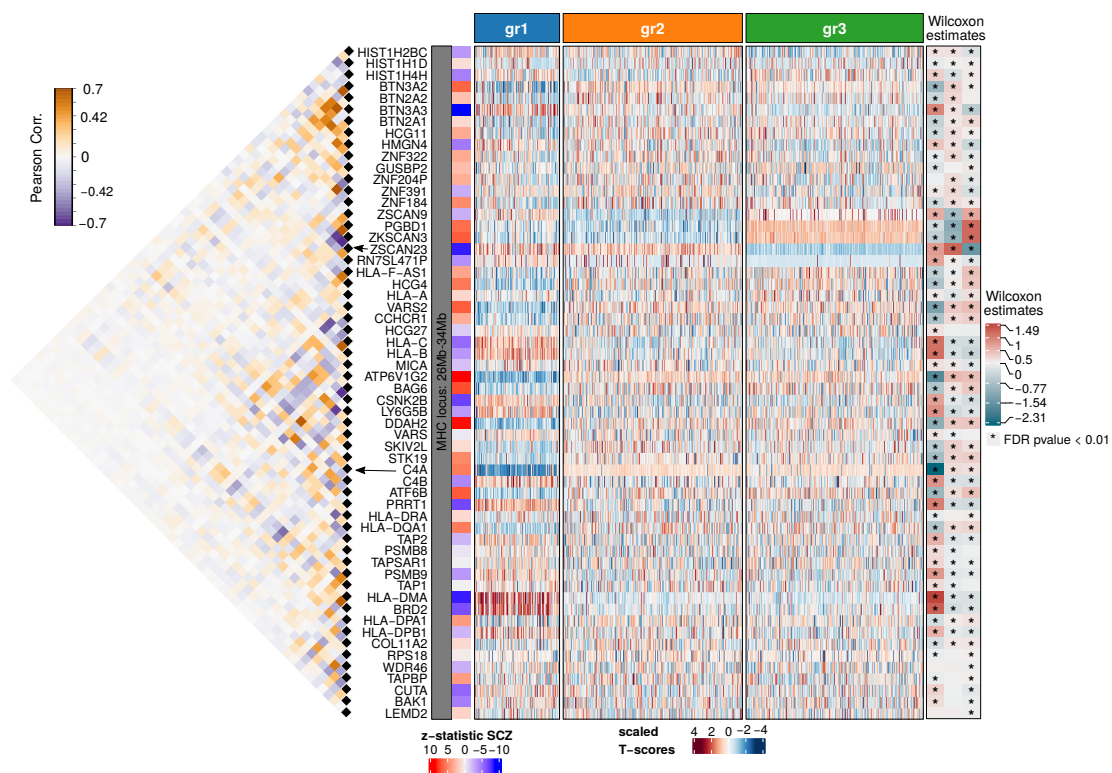 gr1 gr2 gr3
Wilcoxon
estimates
Pearson Corr.
0.7
0.42
0
−0.42
−0.7
HIST1H2BC
HIST1H1D
HIST1H4H
BTN3A2
BTN2A2
BTN3A3
BTN2A1
HCG11
HMGN4
ZNF322
GUSBP2
ZNF204P
ZNF391
ZNF184
ZSCAN9
PGBD1
ZKSCAN3
ZSCAN23
RN7SL471P
HLA−F−AS1
HCG4
HLA−A
VARS2
CCHCR1
HCG27
HLA−C
HLA−B
MICA
ATP6V1G2
BAG6
CSNK2B
LY6G5B
DDAH2
VARS
SKIV2L
STK19
C4A
C4B
ATF6B
PRRT1
HLA−DRA
HLA−DQA1
TAP2
PSMB8
TAPSAR1
PSMB9
TAP1
HLA−DMA
BRD2
HLA−DPA1
HLA−DPB1
COL11A2
RPS18
WDR46
TAPBP
CUTA
BAK1
LEMD2
MHC locus: 26Mb-34Mb
Wilcoxon
estimates
1.49
1
0.5
0
−0.77
−1.54
−2.31
* FDR pvalue < 0.01
z−statistic SCZ
10 5 0 −5 −10
scaled
T−scores
4 2 0 −2 −4